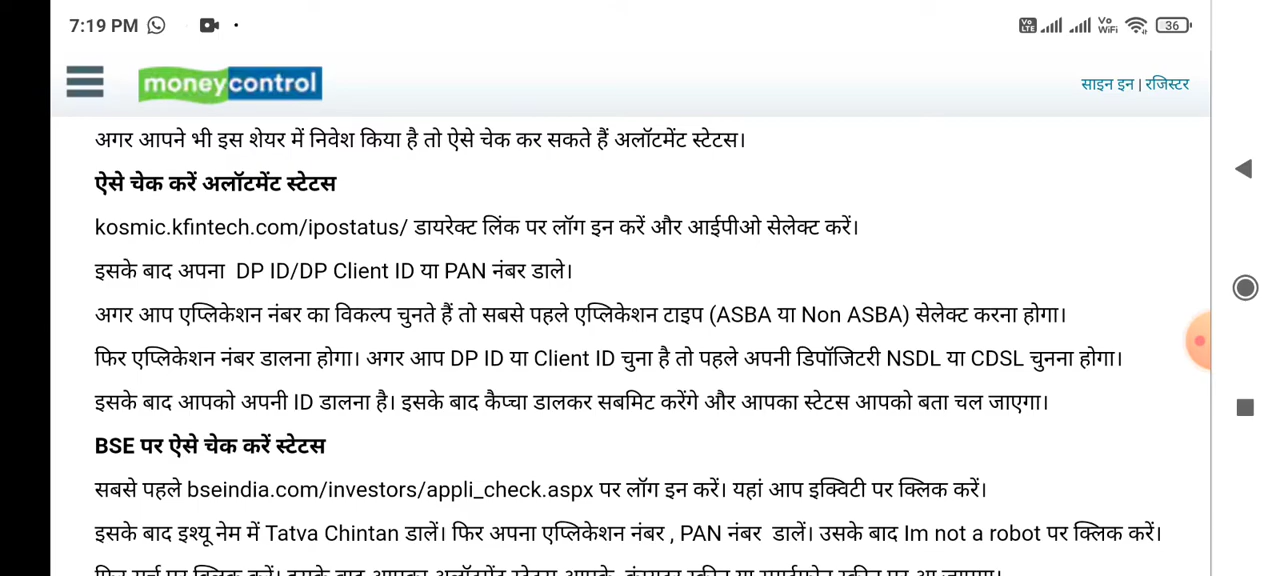 7:19 PM
Vo LTE Vo WiFi 36
moneycontrol
साइन इन | रजिस्टर
अगर आपने भी इस शेयर में निवेश किया है तो ऐसे चेक कर सकते हैं अलॉटमेंट स्टेटस।
ऐसे चेक करें अलॉटमेंट स्टेटस
kosmic.kfintech.com/ipostatus/ डायरेक्ट लिंक पर लॉग इन करें और आईपीओ सेलेक्ट करें।
इसके बाद अपना DP ID/DP Client ID या PAN नंबर डाले।
अगर आप एप्लिकेशन नंबर का विकल्प चुनते हैं तो सबसे पहले एप्लिकेशन टाइप (ASBA या Non ASBA) सेलेक्ट करना होगा।
फिर एप्लिकेशन नंबर डालना होगा। अगर आप DP ID या Client ID चुना है तो पहले अपनी डिपॉजिटरी NSDL या CDSL चुनना होगा।
इसके बाद आपको अपनी ID डालना है। इसके बाद कैप्चा डालकर सबमिट करेंगे और आपका स्टेटस आपको बता चल जाएगा।
BSE पर ऐसे चेक करें स्टेटस
सबसे पहले bseindia.com/investors/appli_check.aspx पर लॉग इन करें। यहां आप इक्विटी पर क्लिक करें।
इसके बाद इश्यू नेम में Tatva Chintan डालें। फिर अपना एप्लिकेशन नंबर , PAN नंबर डालें। उसके बाद Im not a robot पर क्लिक करें।